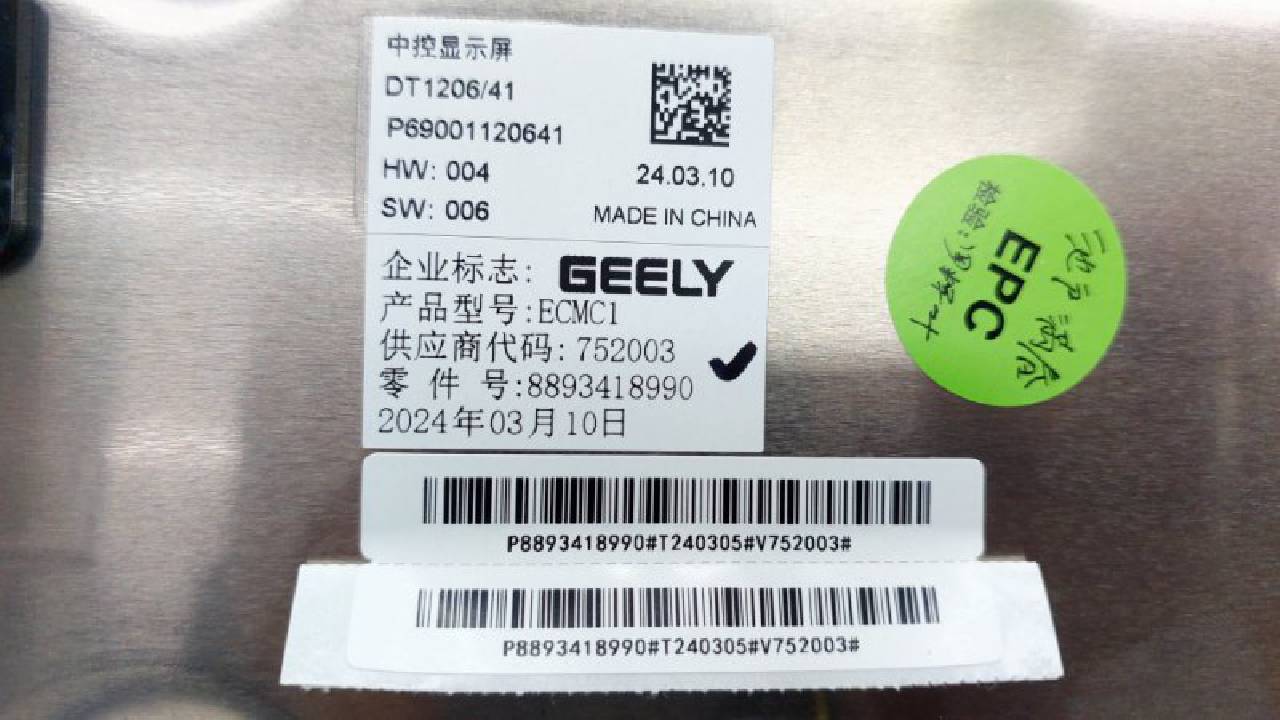 中控显示屏
DT1206/41
P69001120641
HW: 004
24.03.10
SW: 006
MADE IN CHINA
企业标志: GEELY
产品型号:ECMC1
供应商代码: 752003
零 件 号:8893418990
2024年03月10日
P8893418990#T240305#V752003#
P8893418990#T240305#V752003#
EPC
检验: